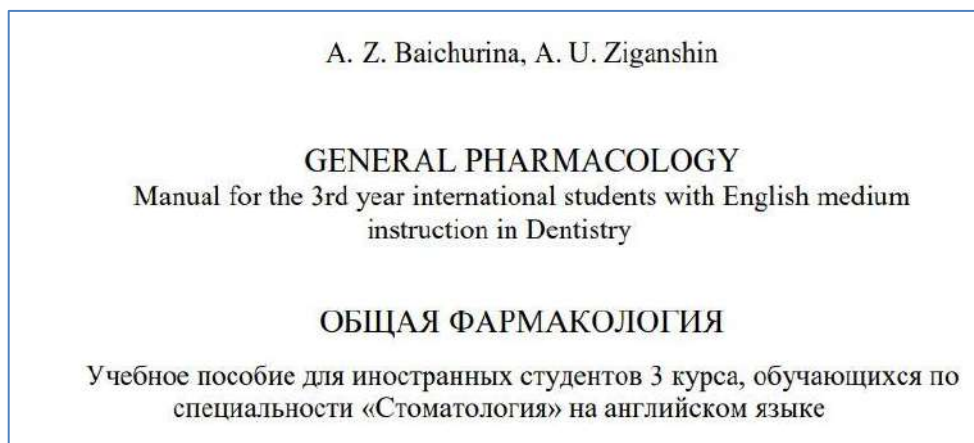 A. Z. Baichurina, A. U. Ziganshin
GENERAL PHARMACOLOGY
Manual for the 3rd year international students with English medium
instruction in Dentistry
ОБЩАЯ ФАРМАКОЛОГИЯ
Учебное пособие для иностранных студентов 3 курса, обучающихся по
специальности «Стоматология» на английском языке